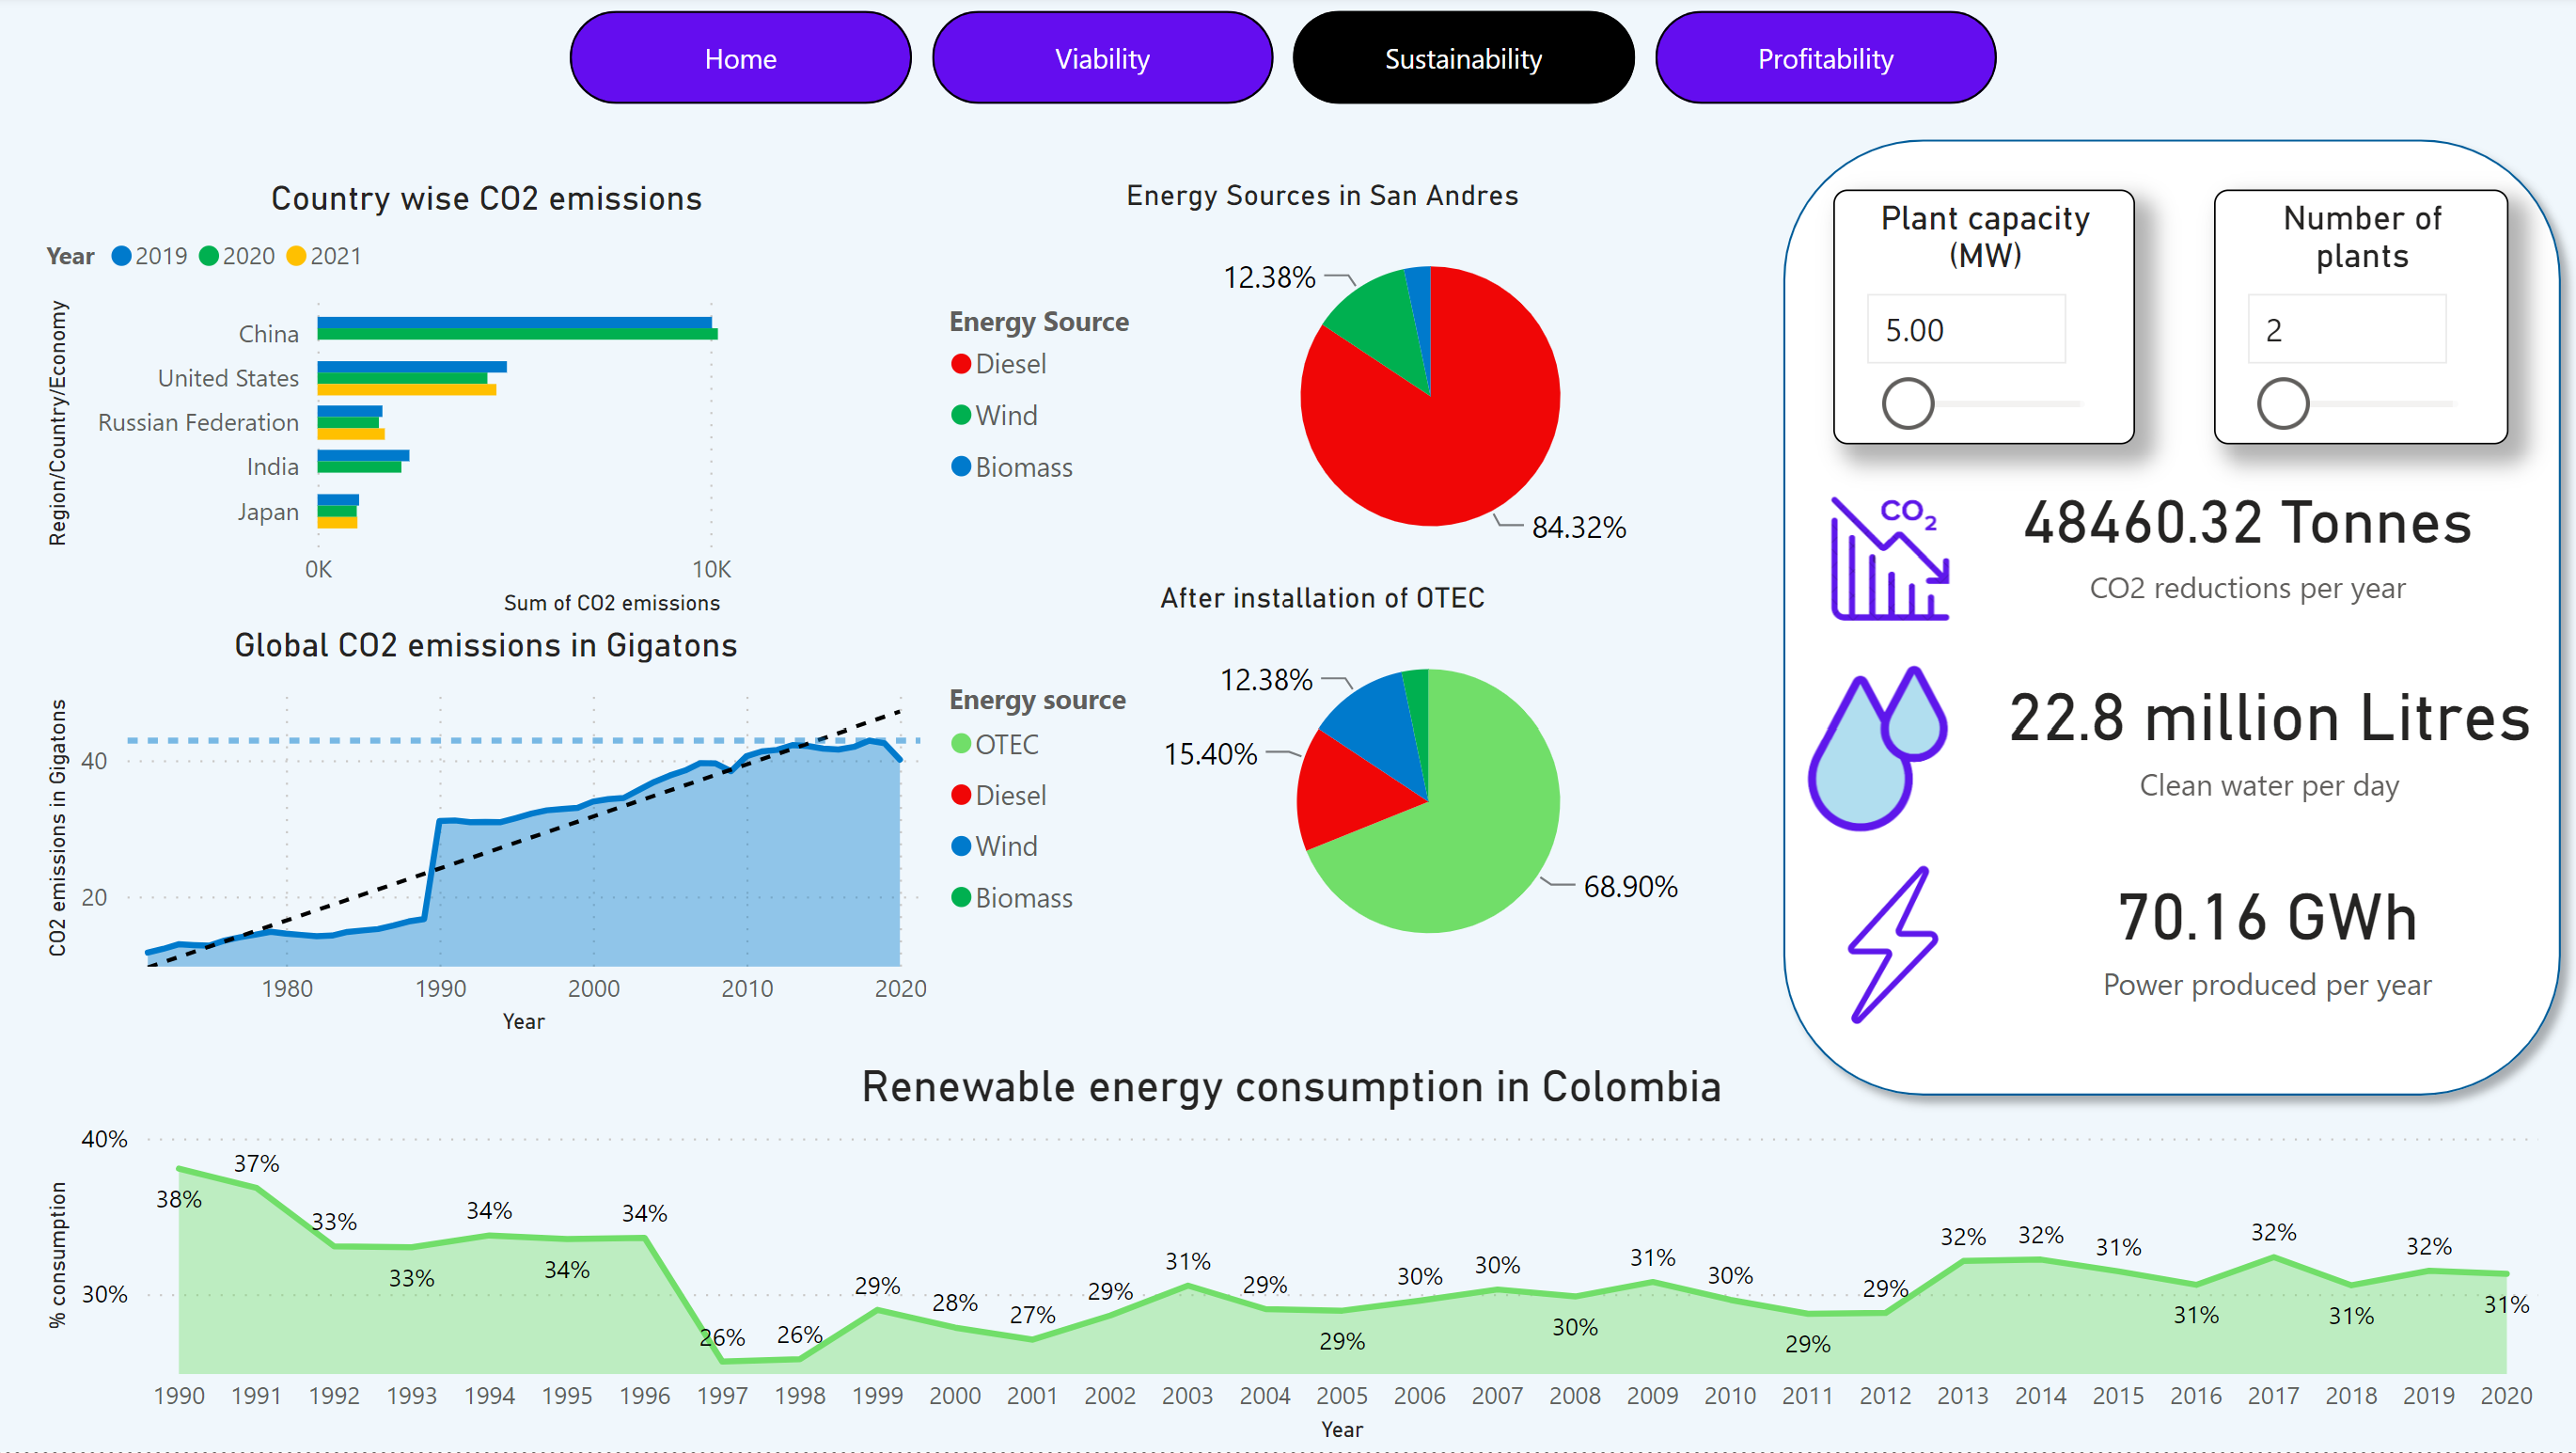 Home
Viability
Sustainability
Profitability
Country wise CO2 emissions
Year 2019 2020 2021
Region/Country/Economy
China
United States
Russian Federation
India
Japan
0K 10K
Sum of CO2 emissions
Global CO2 emissions in Gigatons
CO2 emissions in Gigatons
40
20
1980 1990 2000 2010 2020
Year
Energy Sources in San Andres
Energy Source
Diesel
Wind
Biomass
12.38%
84.32%
After installation of OTEC
Energy source
OTEC
Diesel
Wind
Biomass
12.38%
15.40%
68.90%
Plant capacity
(MW)
5.00
Number of
plants
2
CO2
48460.32 Tonnes
CO2 reductions per year
22.8 million Litres
Clean water per day
70.16 GWh
Power produced per year
Renewable energy consumption in Colombia
% consumption
40%
30%
38% 37% 33% 33% 34% 34% 34% 26% 26% 29% 28% 27% 29% 31% 29% 29% 30% 30% 30% 31% 30% 29% 29% 32% 32% 31% 31% 32% 31% 32% 31%
1990 1991 1992 1993 1994 1995 1996 1997 1998 1999 2000 2001 2002 2003 2004 2005 2006 2007 2008 2009 2010 2011 2012 2013 2014 2015 2016 2017 2018 2019 2020
Year